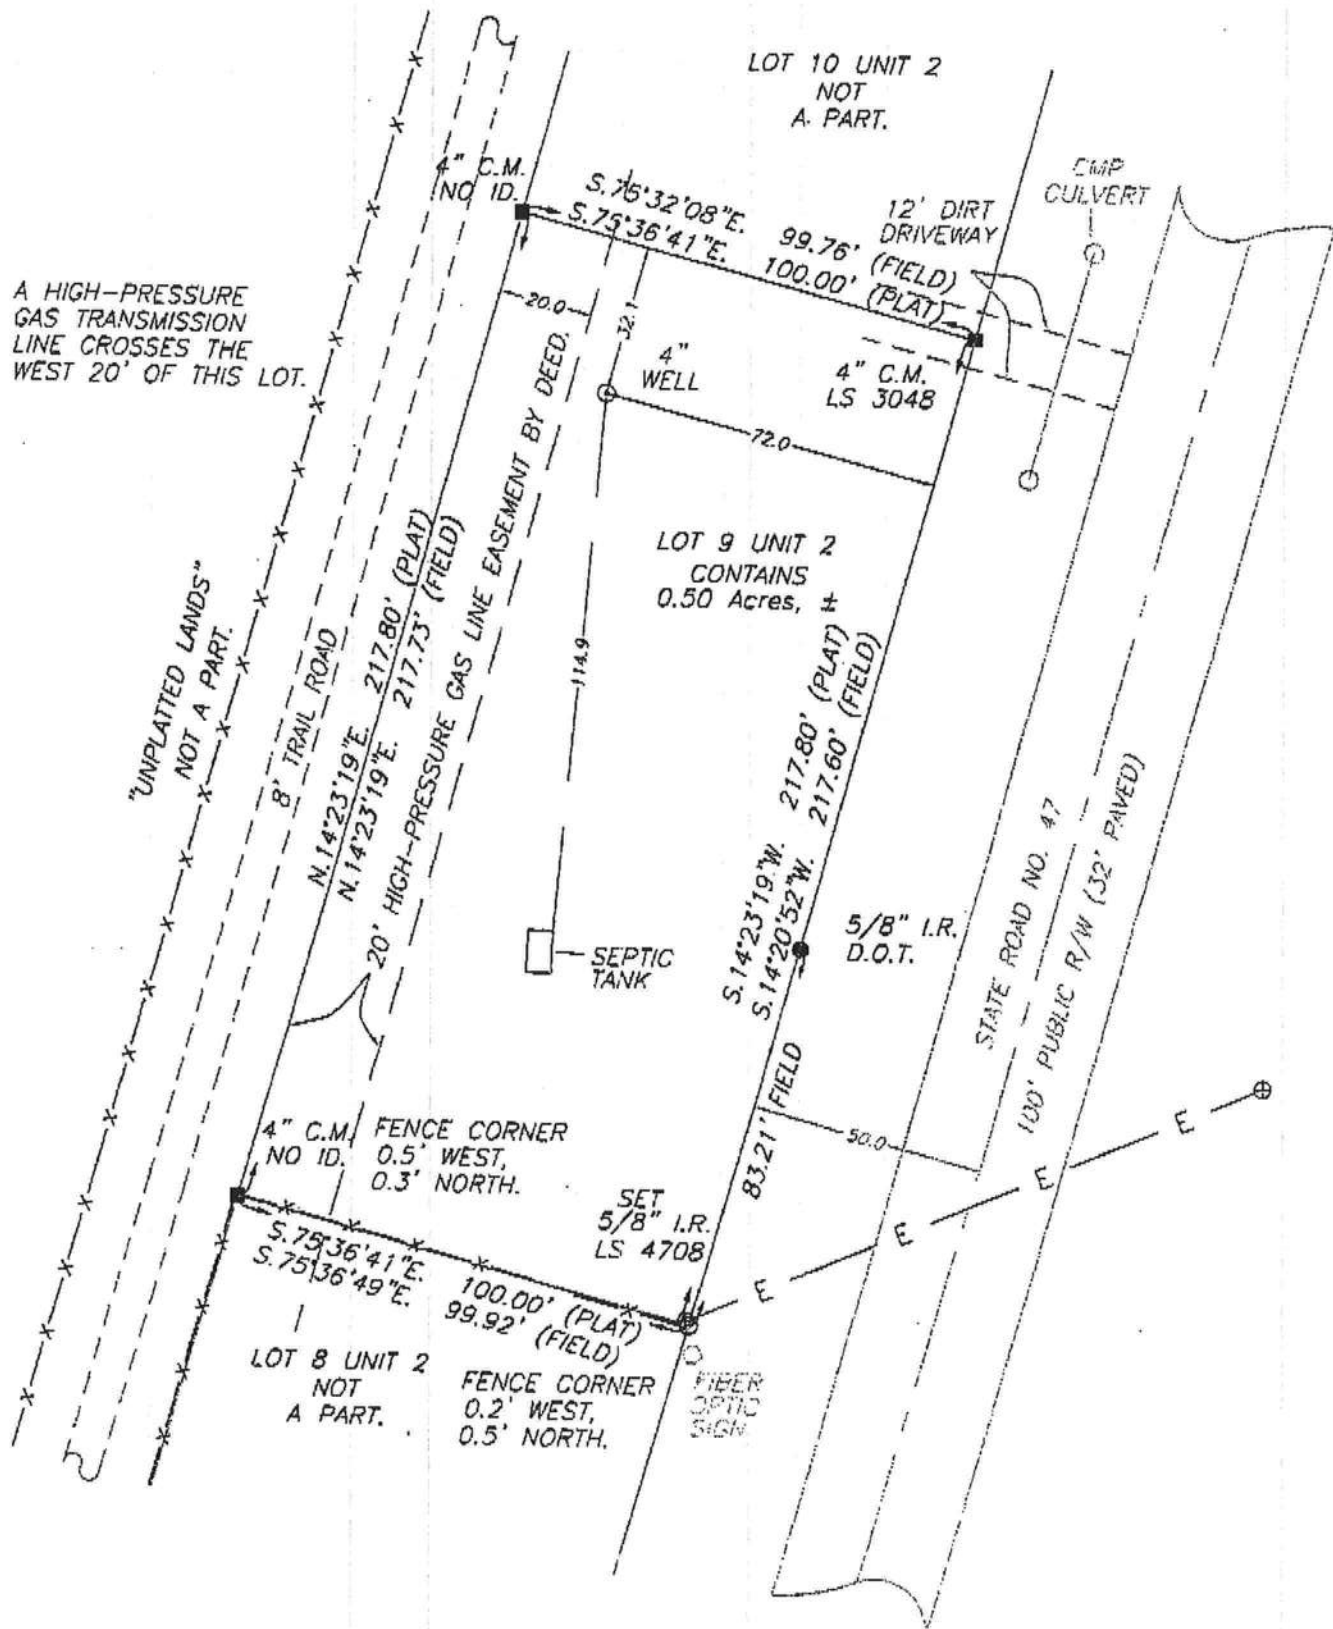 LOT 10 UNIT 2
NOT
A PART.
4" C.M.
NO ID.
S.75°32'08"E.
S.75°36'41"E.
99.76' (FIELD)
100.00' (PLAT)
12' DIRT
DRIVEWAY
CMP
CULVERT
A HIGH-PRESSURE
GAS TRANSMISSION
LINE CROSSES THE
WEST 20' OF THIS LOT.
20.0
32.1
4"
WELL
4" C.M.
LS 3048
72.0
LOT 9 UNIT 2
CONTAINS
0.50 Acres, ±
114.9
"UNPLATTED LANDS"
NOT A PART.
8' TRAIL ROAD
N.14°23'19"E. 217.80' (PLAT)
N.14°23'19"E. 217.73' (FIELD)
20' HIGH-PRESSURE GAS LINE EASEMENT BY DEED.
S.14°23'19"W. 217.80' (PLAT)
S.14°20'52"W. 217.60' (FIELD)
SEPTIC
TANK
5/8" I.R.
D.O.T.
STATE ROAD NO. 47
100' PUBLIC R/W (32' PAVED)
83.21' FIELD
50.0
E
E
E
E
4" C.M.
NO ID.
FENCE CORNER
0.5' WEST,
0.3' NORTH.
SET
5/8" I.R.
LS 4708
S.75°36'41"E.
S.75°36'49"E.
100.00' (PLAT)
99.92' (FIELD)
LOT 8 UNIT 2
NOT
A PART.
FENCE CORNER
0.2' WEST,
0.5' NORTH.
FIBER
OPTIC
SIGN